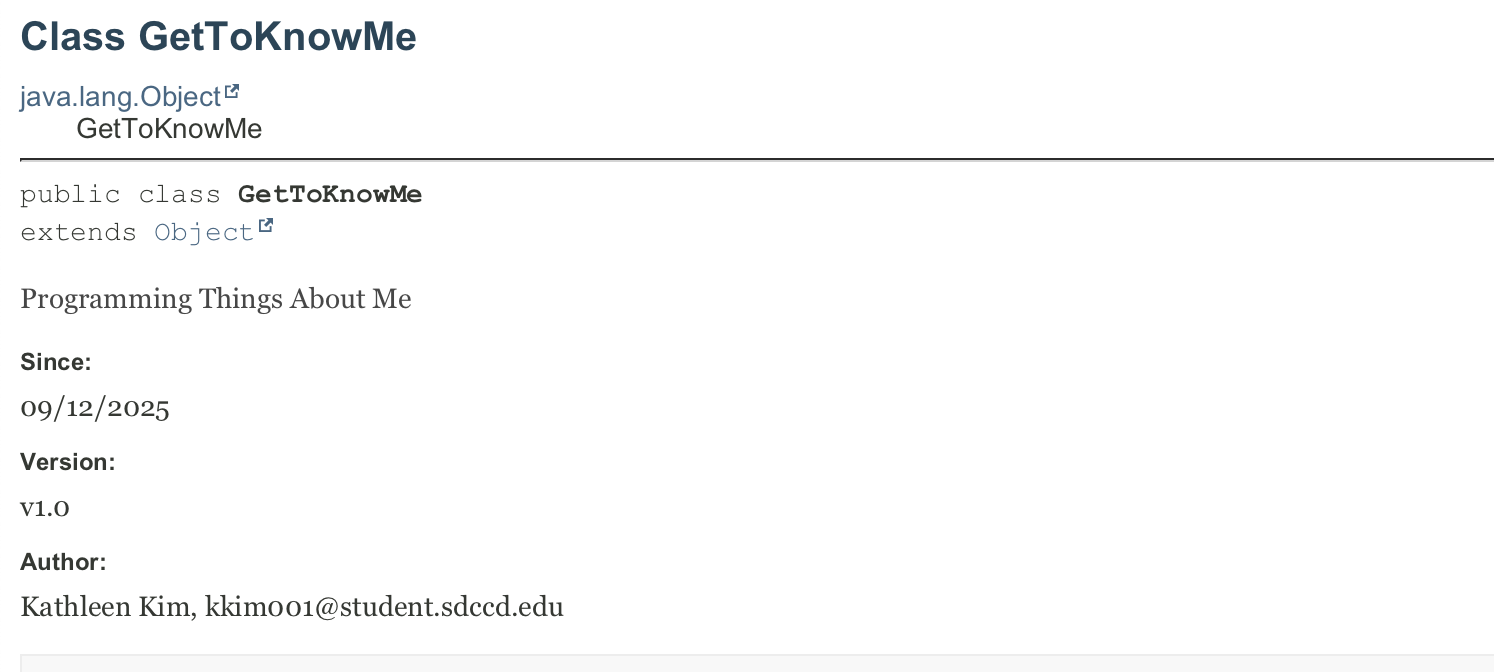 Class GetToKnowMe
java.lang.Object
GetToKnowMe
public class GetToKnowMe
extends Object
Programming Things About Me
Since:
09/12/2025
Version:
v1.0
Author:
Kathleen Kim, kkim001@student.sdccd.edu